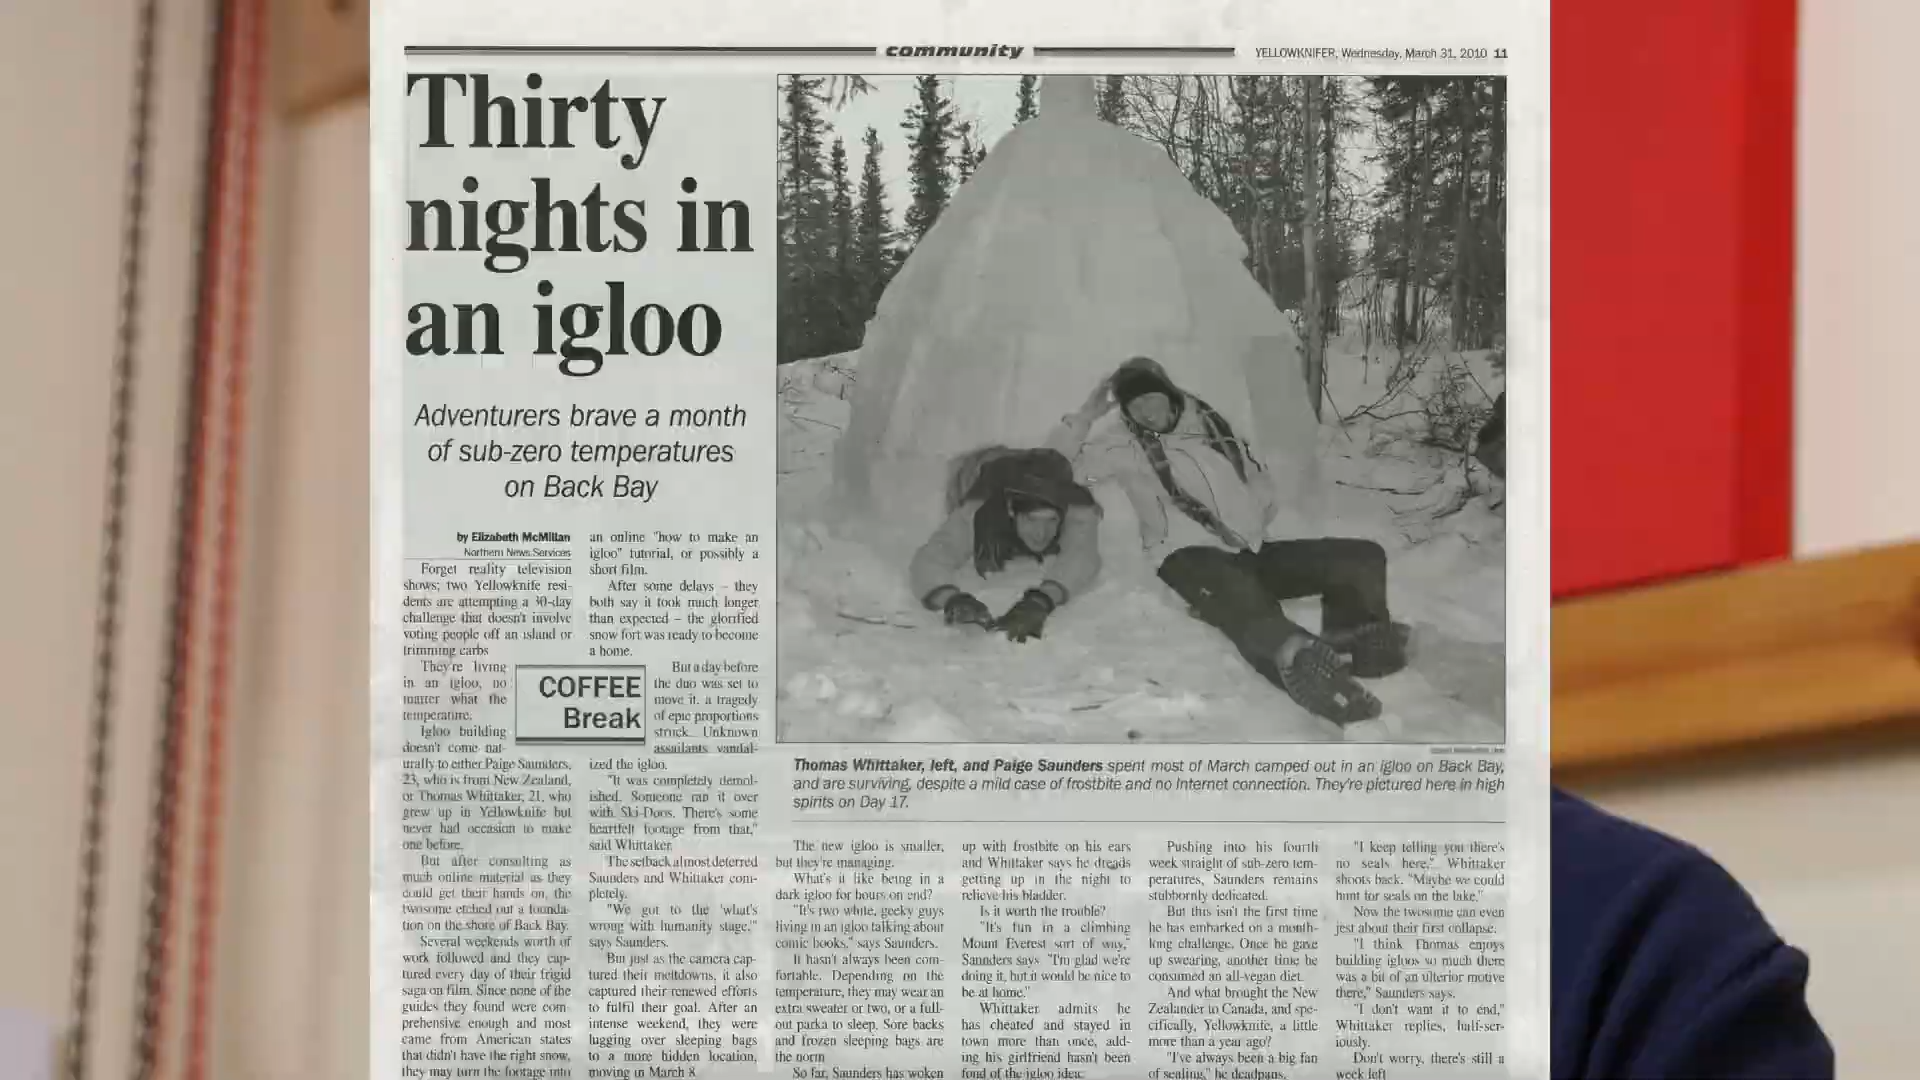 community
YELLOWKNIFER, Wednesday, March 31, 2010 11
Thirty
nights in
an igloo
Adventurers brave a month
of sub-zero temperatures
on Back Bay
by Elizabeth McMillan
Northern News Services
Forget reality television
shows; two Yellowknife resi-
dents are attempting a 30-day
challenge that doesn't involve
voting people off an island or
trimming carbs
They're living
in an igloo, no
matter what the
temperature.
Igloo building
doesn't come nat-
urally to either Paige Saunders,
23, who is from New Zealand,
or Thomas Whittaker, 21, who
grew up in Yellowknife but
never had occasion to make
one before.
But after consulting as
much online material as they
could get their hands on, the
twosome etched out a founda-
tion on the shore of Back Bay.
Several weekends worth of
work followed and they cap-
tured every day of their frigid
saga on film. Since none of the
guides they found were com-
prehensive enough and most
came from American states
that didn't have the right snow,
they may turn the footage into
COFFEE
Break
an online "how to make an
igloo" tutorial, or possibly a
short film.
After some delays – they
both say it took much longer
than expected – the glorified
snow fort was ready to become
a home.
But a day before
the duo was set to
move it, a tragedy
of epic proportions
struck. Unknown
assailants vandal-
ized the igloo.
"It was completely demol-
ished. Someone ran it over
with Ski-Doos. There's some
heartfelt footage from that,"
said Whittaker.
The setback almost deterred
Saunders and Whittaker com-
pletely.
"We got to the 'what's
wrong with humanity stage,"
says Saunders.
But just as the camera cap-
tured their meltdowns, it also
captured their renewed efforts
to fulfil their goal. After an
intense weekend, they were
lugging over sleeping bags
to a more hidden location,
moving in March 8.
Thomas Whittaker, left, and Paige Saunders spent most of March camped out in an igloo on Back Bay,
and are surviving, despite a mild case of frostbite and no Internet connection. They're pictured here in high
spirits on Day 17.
The new igloo is smaller,
but they're managing.
What's it like being in a
dark igloo for hours on end?
"It's two white, geeky guys
living in an igloo talking about
comic books," says Saunders.
It hasn't always been com-
fortable. Depending on the
temperature, they may wear an
extra sweater or two, or a full-
out parka to sleep. Sore backs
and frozen sleeping bags are
the norm
So far, Saunders has woken
up with frostbite on his ears
and Whittaker says he dreads
getting up in the night to
relieve his bladder.
Is it worth the trouble?
"It's fun in a climbing
Mount Everest sort of way,"
Saunders says. "I'm glad we're
doing it, but it would be nice to
be at home."
Whittaker admits he
has cheated and stayed in
town more than once, add-
ing his girlfriend hasn't been
fond of the igloo idea.
Pushing into his fourth
week straight of sub-zero tem-
peratures, Saunders remains
stubbornly dedicated.
But this isn't the first time
he has embarked on a month-
long challenge. Once he gave
up swearing, another time he
consumed an all-vegan diet.
And what brought the New
Zealander to Canada, and spe-
cifically, Yellowknife, a little
more than a year ago?
"I've always been a big fan
of sealing," he deadpans.
"I keep telling you there's
no seals here," Whittaker
shoots back. "Maybe we could
hunt for seals on the lake."
Now the twosome can even
jest about their first collapse.
"I think Thomas enjoys
building igloos so much there
was a bit of an ulterior motive
there," Saunders says.
"I don't want it to end,"
Whittaker replies, half-ser-
iously.
Don't worry, there's still a
week left